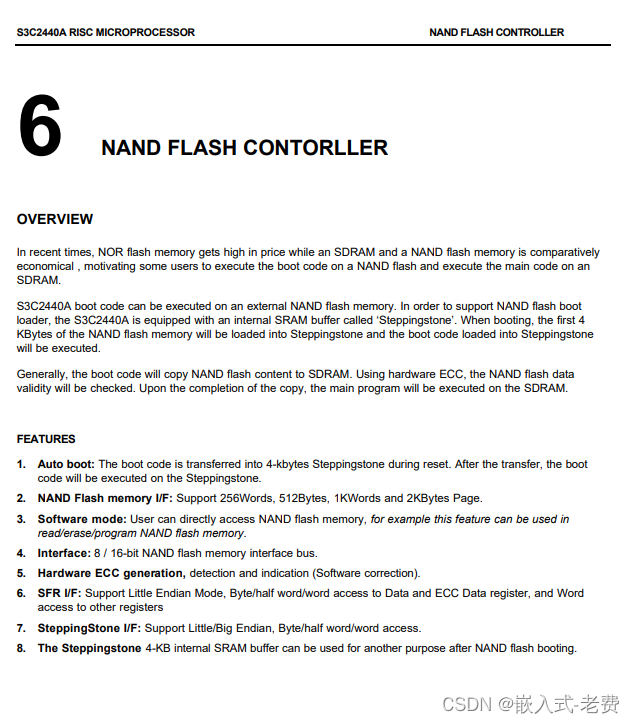 S3C2440A RISC MICROPROCESSOR NAND FLASH CONTROLLER
6 NAND FLASH CONTORLLER
OVERVIEW
In recent times, NOR flash memory gets high in price while an SDRAM and a NAND flash memory is comparatively
economical , motivating some users to execute the boot code on a NAND flash and execute the main code on an
SDRAM.
S3C2440A boot code can be executed on an external NAND flash memory. In order to support NAND flash boot
loader, the S3C2440A is equipped with an internal SRAM buffer called ‘Steppingstone’. When booting, the first 4
KBytes of the NAND flash memory will be loaded into Steppingstone and the boot code loaded into Steppingstone
will be executed.
Generally, the boot code will copy NAND flash content to SDRAM. Using hardware ECC, the NAND flash data
validity will be checked. Upon the completion of the copy, the main program will be executed on the SDRAM.
FEATURES
1. Auto boot: The boot code is transferred into 4-kbytes Steppingstone during reset. After the transfer, the boot
code will be executed on the Steppingstone.
2. NAND Flash memory I/F: Support 256Words, 512Bytes, 1KWords and 2KBytes Page.
3. Software mode: User can directly access NAND flash memory, for example this feature can be used in
read/erase/program NAND flash memory.
4. Interface: 8 / 16-bit NAND flash memory interface bus.
5. Hardware ECC generation, detection and indication (Software correction).
6. SFR I/F: Support Little Endian Mode, Byte/half word/word access to Data and ECC Data register, and Word
access to other registers
7. SteppingStone I/F: Support Little/Big Endian, Byte/half word/word access.
8. The Steppingstone 4-KB internal SRAM buffer can be used for another purpose after NAND flash booting.
CSDN @嵌入式-老费